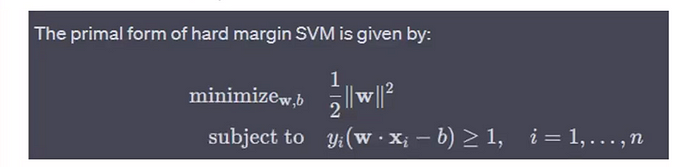 The primal form of hard margin SVM is given by:
minimize_{w,b} \frac{1}{2}‖w‖²
subject to y_i(w · x_i − b) ≥ 1, i = 1, . . . , n